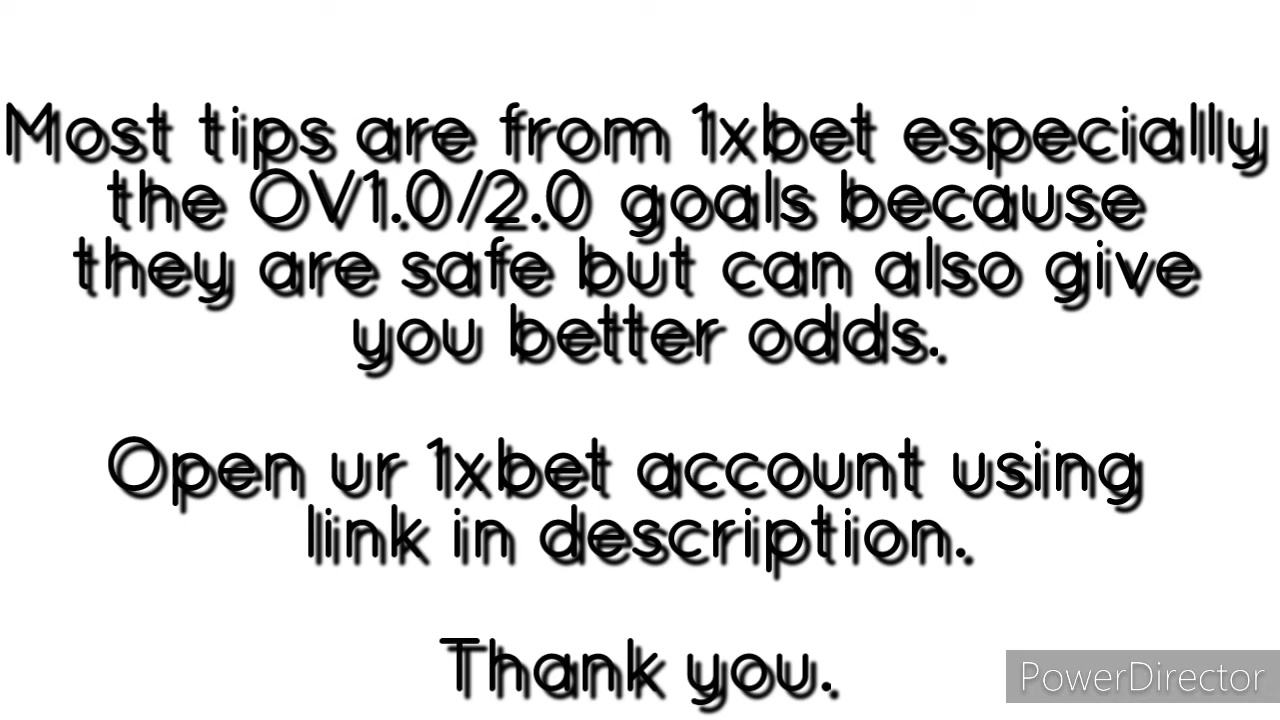 Most tips are from 1xbet especially
the OV1.0/2.0 goals because
they are safe but can also give
you better odds.
Open ur 1xbet account using
link in description.
Thank you.
PowerDirector